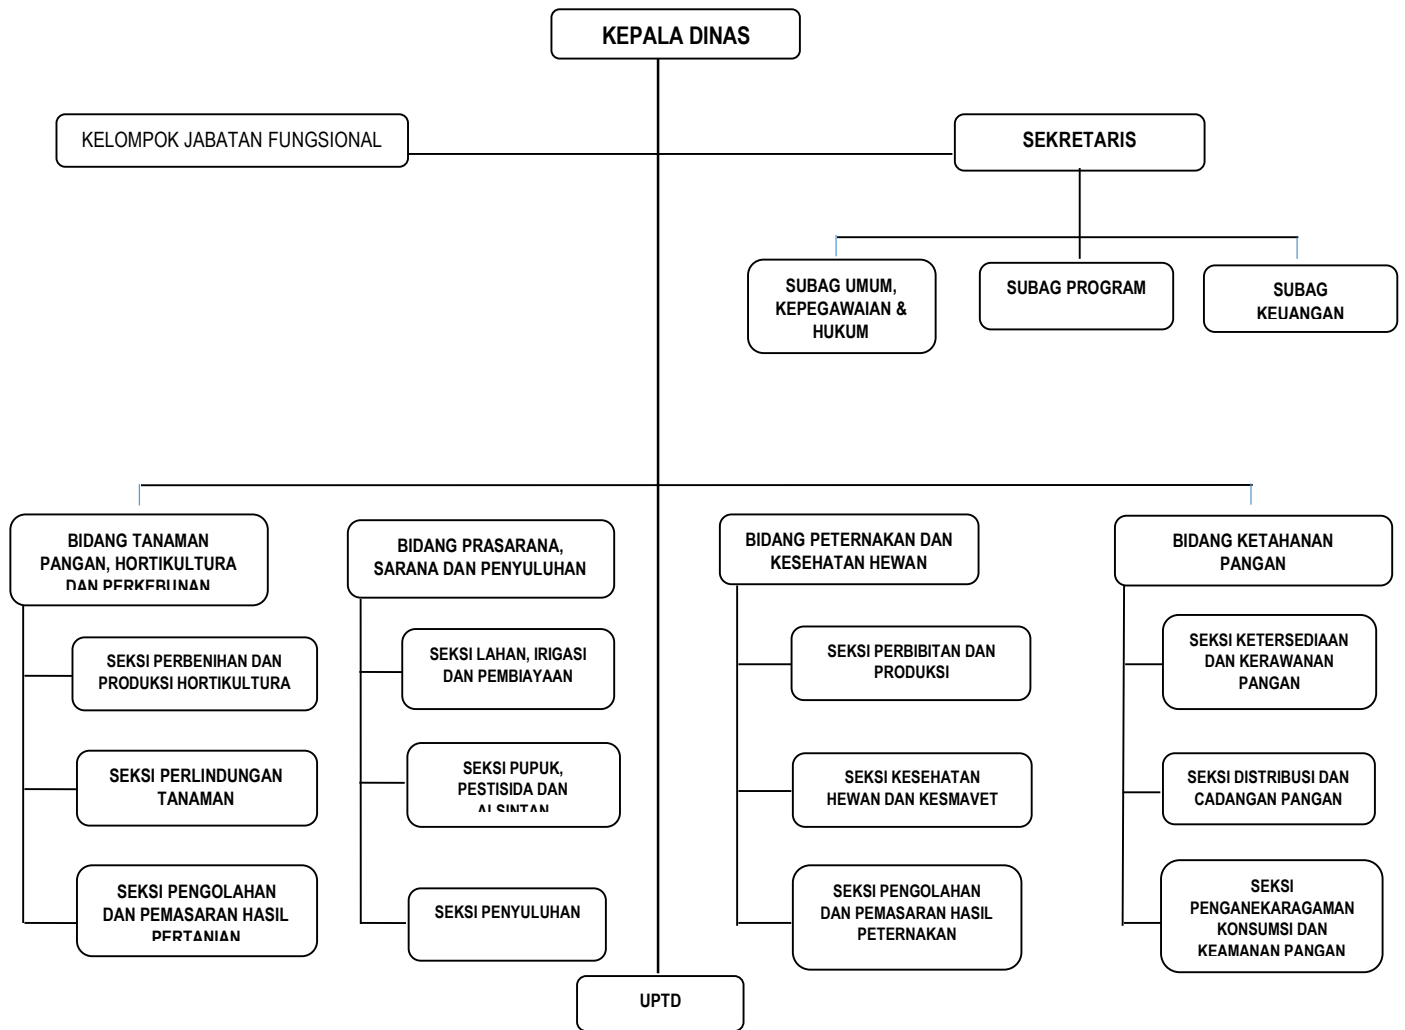 KEPALA DINAS
KELOMPOK JABATAN FUNGSIONAL
SEKRETARIS
SUBAG UMUM,
KEPEGAWAIAN &
HUKUM
SUBAG PROGRAM
SUBAG
KEUANGAN
BIDANG TANAMAN
PANGAN, HORTIKULTURA
DAN PERKEBUNAN
BIDANG PRASARANA,
SARANA DAN PENYULUHAN
BIDANG PETERNAKAN DAN
KESEHATAN HEWAN
BIDANG KETAHANAN
PANGAN
SEKSI PERBENIHAN DAN
PRODUKSI HORTIKULTURA
SEKSI PERLINDUNGAN
TANAMAN
SEKSI PENGOLAHAN
DAN PEMASARAN HASIL
PERTANIAN
SEKSI LAHAN, IRIGASI
DAN PEMBIAYAAN
SEKSI PUPUK,
PESTISIDA DAN
ALSINTAN
SEKSI PENYULUHAN
SEKSI PERBIBITAN DAN
PRODUKSI
SEKSI KESEHATAN
HEWAN DAN KESMAVET
SEKSI PENGOLAHAN
DAN PEMASARAN HASIL
PETERNAKAN
SEKSI KETERSEDIAAN
DAN KERAWANAN
PANGAN
SEKSI DISTRIBUSI DAN
CADANGAN PANGAN
SEKSI
PENGANEKARAGAMAN
KONSUMSI DAN
KEAMANAN PANGAN
UPTD